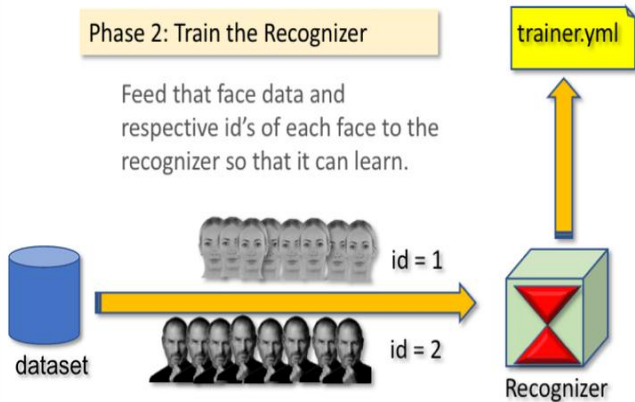 Phase 2: Train the Recognizer
trainer.yml
Feed that face data and
respective id's of each face to the
recognizer so that it can learn.
id = 1
id = 2
dataset
Recognizer